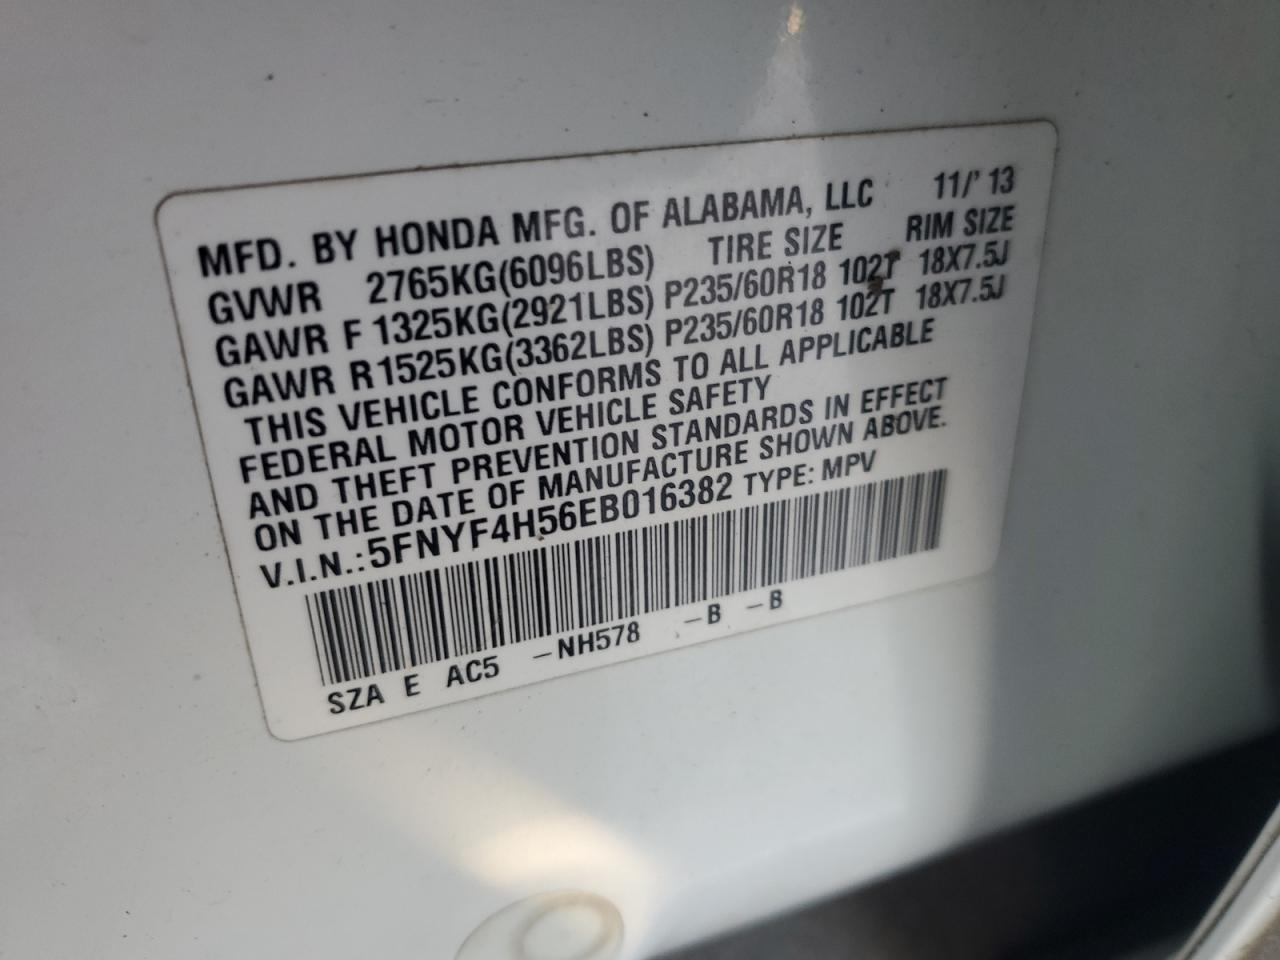 MFD. BY HONDA MFG. OF ALABAMA, LLC 11/' 13
GVWR 2765KG(6096LBS) TIRE SIZE RIM SIZE
GAWR F 1325KG(2921LBS) P235/60R18 102T 18X7.5J
GAWR R 1525KG(3362LBS) P235/60R18 102T 18X7.5J
THIS VEHICLE CONFORMS TO ALL APPLICABLE
FEDERAL MOTOR VEHICLE SAFETY
AND THEFT PREVENTION STANDARDS IN EFFECT
ON THE DATE OF MANUFACTURE SHOWN ABOVE.
V.I.N.: 5FNYF4H56EB016382 TYPE: MPV
SZA E AC5 -NH578 -B -B